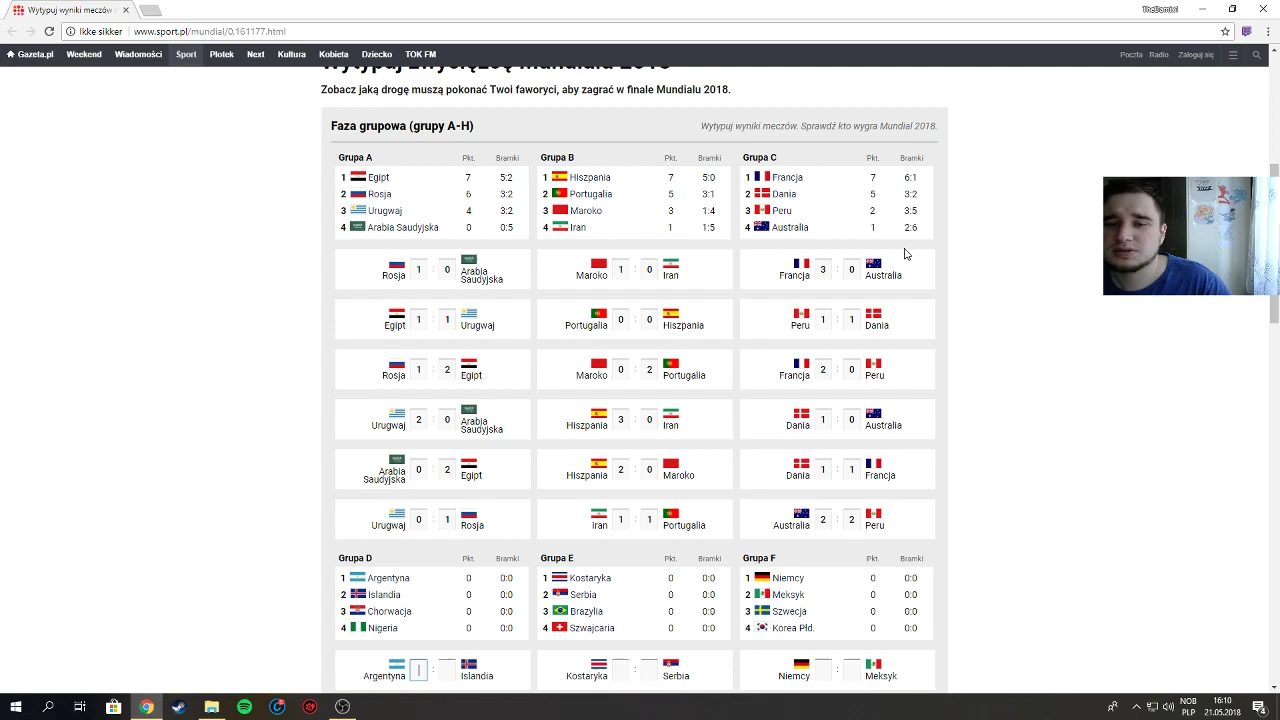 TheBamix!
Wytypuj wyniki meczów
Ikke sikker | www.sport.pl/mundial/0,161177.html
Gazeta.pl Weekend Wiadomości Sport Plotek Next Kultura Kobieta Dziecko TOK FM Poczta Radio Zaloguj się
Zobacz jaką drogę muszą pokonać Twoi faworyci, aby zagrać w finale Mundialu 2018.
Faza grupowa (grupy A-H) Wytypuj wyniki meczów. Sprawdź kto wygra Mundial 2018.
Grupa A Pkt. Bramki Grupa B Pkt. Bramki Grupa C Pkt. Bramki
1 Egipt 7 5:2 1 Hiszpania 7 5:0 1 Francja 7 6:1
2 Rosja 6 3:2 2 Portugalia 5 3:1 2 Dania 5 3:2
3 Urugwaj 4 3:2 3 Maroko 3 1:4 3 Peru 2 3:5
4 Arabia Saudyjska 0 0:5 4 Iran 1 1:5 4 Australia 1 2:6
Rosja 1 : 0 Arabia Saudyjska Maroko 1 : 0 Iran Francja 3 : 0 Australia
Egipt 1 : 1 Urugwaj Portugalia 0 : 0 Hiszpania Peru 1 : 1 Dania
Rosja 1 : 2 Egipt Maroko 0 : 2 Portugalia Francja 2 : 0 Peru
Urugwaj 2 : 0 Arabia Saudyjska Hiszpania 3 : 0 Iran Dania 1 : 0 Australia
Arabia Saudyjska 0 : 2 Egipt Hiszpania 2 : 0 Maroko Dania 1 : 1 Francja
Urugwaj 0 : 1 Rosja Iran 1 : 1 Portugalia Australia 2 : 2 Peru
Grupa D Pkt. Bramki Grupa E Pkt. Bramki Grupa F Pkt. Bramki
1 Argentyna 0 0:0 1 Kostaryka 0 0:0 1 Niemcy 0 0:0
2 Islandia 0 0:0 2 Serbia 0 0:0 2 Meksyk 0 0:0
3 Chorwacja 0 0:0 3 Brazylia 0 0:0 3 Szwecja 0 0:0
4 Nigeria 0 0:0 4 Szwajcaria 0 0:0 4 Korea Płd. 0 0:0
Argentyna : Islandia Kostaryka : Serbia Niemcy : Meksyk
NOB 16:10
PLP 21.05.2018